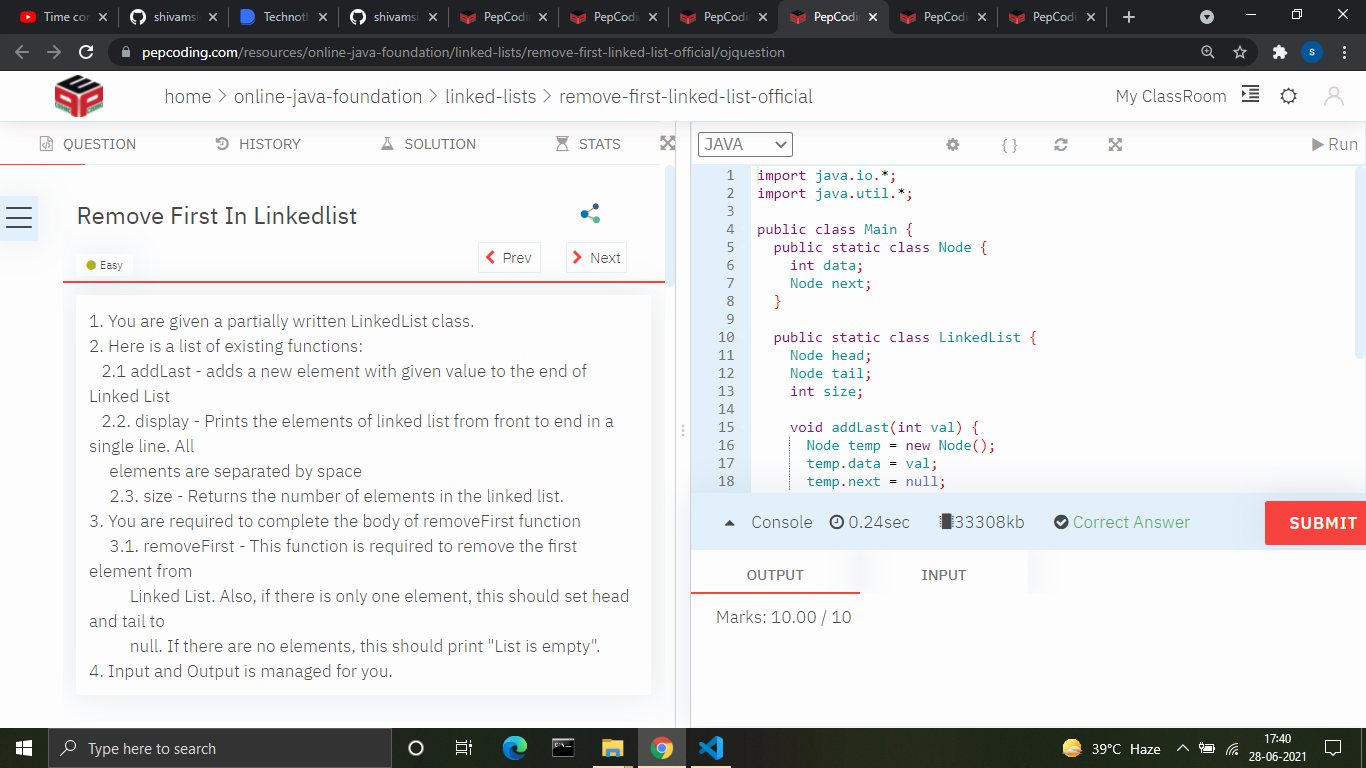 Time con
shivamsi
Technoth
shivamsi
PepCodin
PepCodin
PepCodin
PepCodin
PepCodin
PepCodin
pepcoding.com/resources/online-java-foundation/linked-lists/remove-first-linked-list-official/ojquestion
S
home > online-java-foundation > linked-lists > remove-first-linked-list-official
My ClassRoom
QUESTION
HISTORY
SOLUTION
STATS
Remove First In Linkedlist
Easy
Prev
Next
1. You are given a partially written LinkedList class.
2. Here is a list of existing functions:
2.1 addLast - adds a new element with given value to the end of
Linked List
2.2. display - Prints the elements of linked list from front to end in a
single line. All
elements are separated by space
2.3. size - Returns the number of elements in the linked list.
3. You are required to complete the body of removeFirst function
3.1. removeFirst - This function is required to remove the first
element from
Linked List. Also, if there is only one element, this should set head
and tail to
null. If there are no elements, this should print "List is empty".
4. Input and Output is managed for you.
JAVA
{ }
Run
1 import java.io.*;
2 import java.util.*;
3
4 public class Main {
5 public static class Node {
6 int data;
7 Node next;
8 }
9
10 public static class LinkedList {
11 Node head;
12 Node tail;
13 int size;
14
15 void addLast(int val) {
16 Node temp = new Node();
17 temp.data = val;
18 temp.next = null;
Console
0.24sec
33308kb
Correct Answer
SUBMIT
OUTPUT
INPUT
Marks: 10.00 / 10
Type here to search
39°C Haze
17:40
28-06-2021